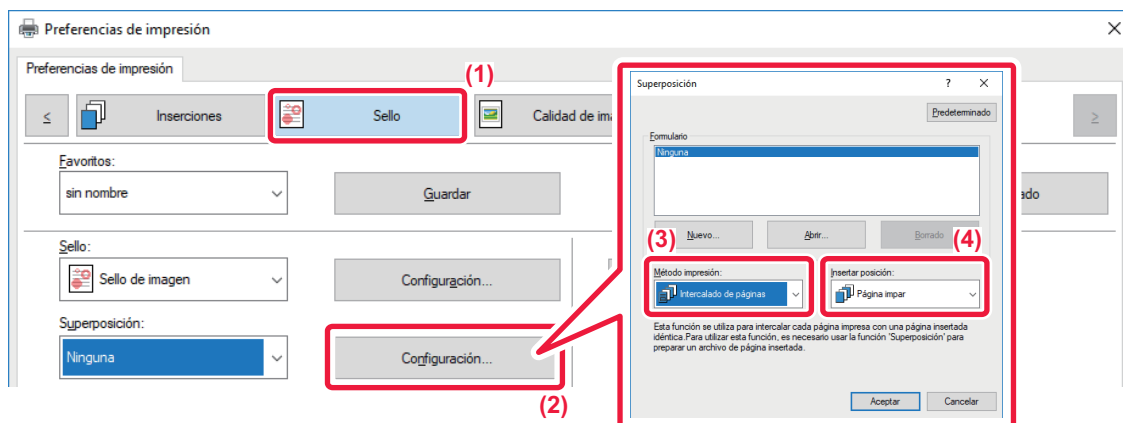 Preferencias de impresión
Preferencias de impresión
(1)
<
Inserciones
Sello
Calidad de im
>
Favoritos:
sin nombre
Guardar
ado
Sello:
Sello de imagen
Configuración...
Superposición:
Ninguna
Configuración...
(2)
Superposición
?
Predeterminado
Formulario
Ninguna
Nuevo...
Abrir...
Borrado
(3)
(4)
Método impresión:
Insertar posición:
Intercalado de páginas
Página impar
Esta función se utiliza para intercalar cada página impresa con una página insertada
idéntica.Para utilizar esta función, es necesario usar la función 'Superposición' para
preparar un archivo de página insertada.
Aceptar
Cancelar